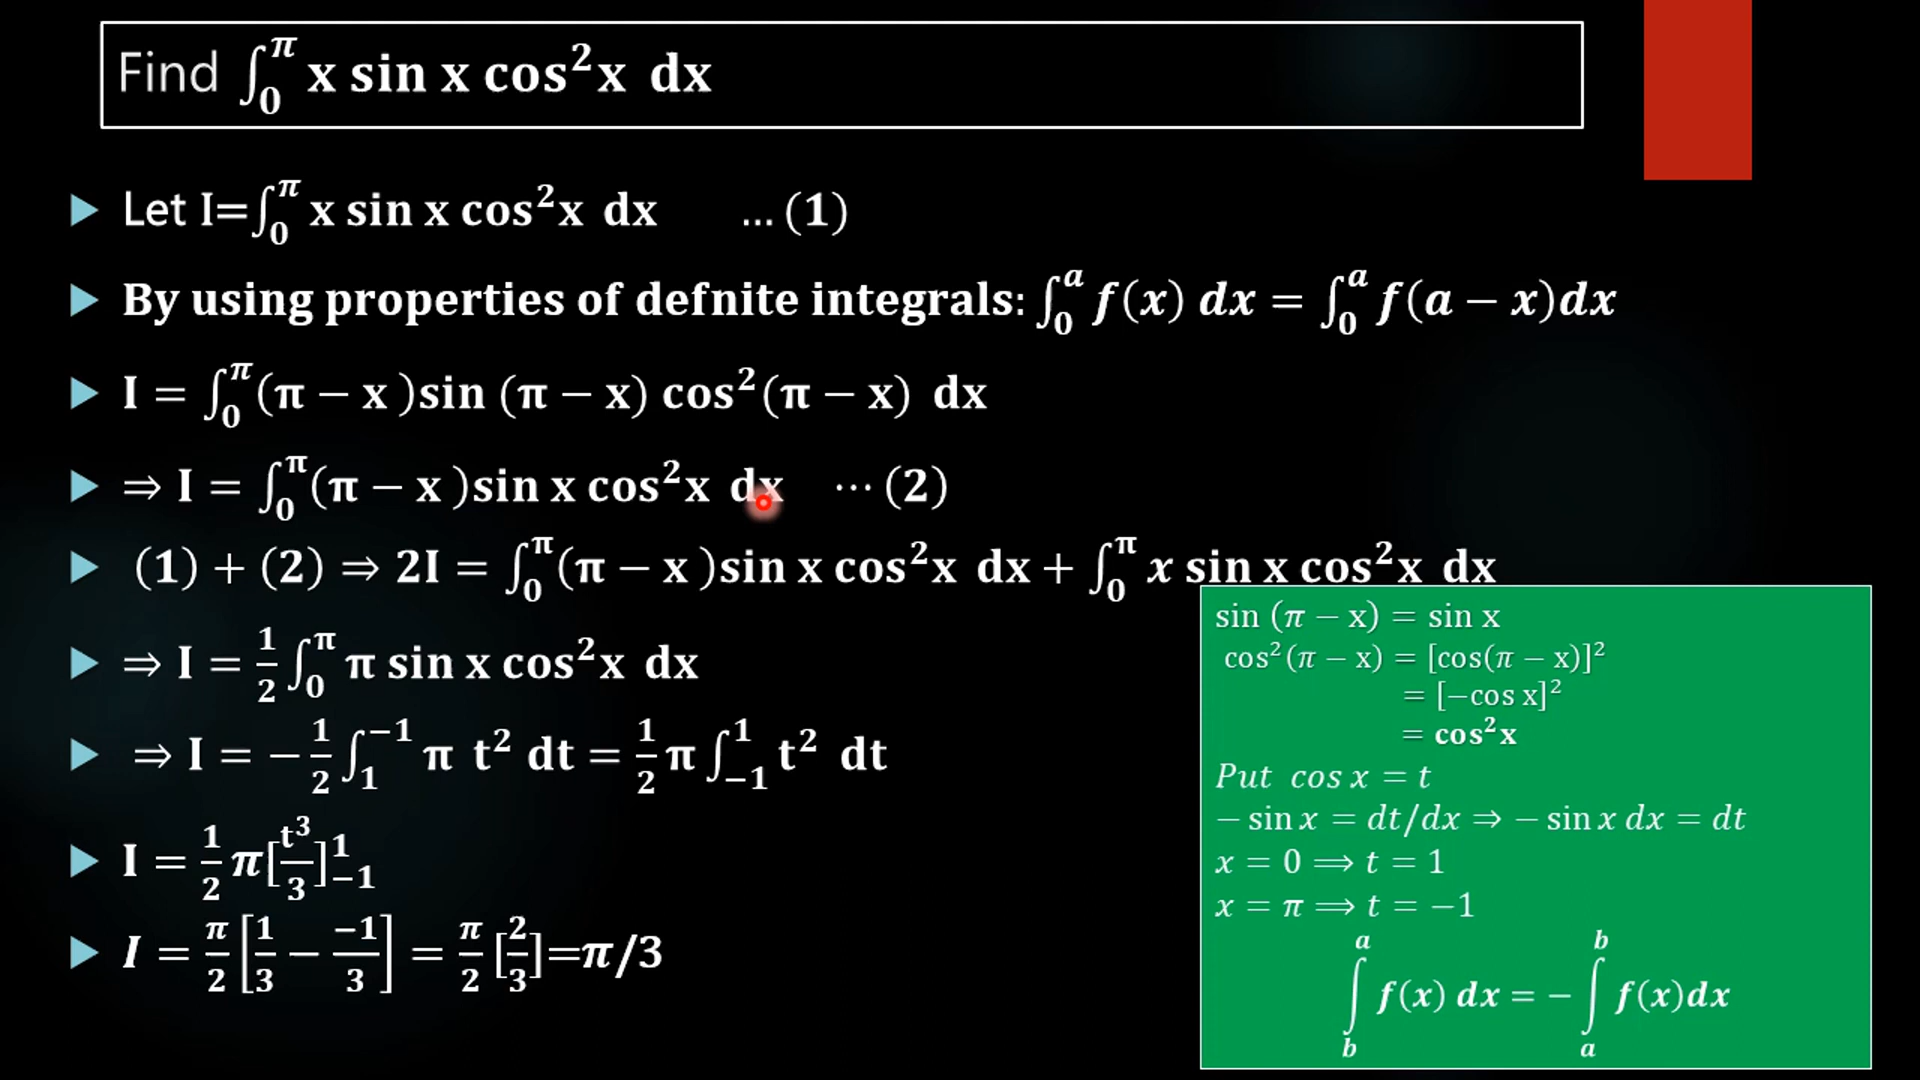 Find ∫₀^π x sin x cos²x dx
Let I=∫₀^π x sin x cos²x dx ... (1)
By using properties of defnite integrals: ∫₀^a f(x) dx = ∫₀^a f(a − x)dx
I = ∫₀^π (π − x )sin (π − x) cos²(π − x) dx
⇒ I = ∫₀^π (π − x )sin x cos²x dx ⋯ (2)
(1) + (2) ⇒ 2I = ∫₀^π (π − x )sin x cos²x dx + ∫₀^π x sin x cos²x dx
⇒ I = 1/2 ∫₀^π π sin x cos²x dx
⇒ I = −1/2 ∫₁^−1 π t² dt = 1/2 π ∫₋₁^1 t² dt
I = 1/2 π[t³/3]₋₁^1
I = π/2 [1/3 − −1/3] = π/2 [2/3]=π/3
sin (π − x) = sin x
cos²(π − x) = [cos(π − x)]²
= [−cos x]²
= cos²x
Put cos x = t
− sin x = dt/dx ⇒ − sin x dx = dt
x = 0 ⟹ t = 1
x = π ⟹ t = −1
∫_b^a f(x) dx = − ∫_a^b f(x)dx